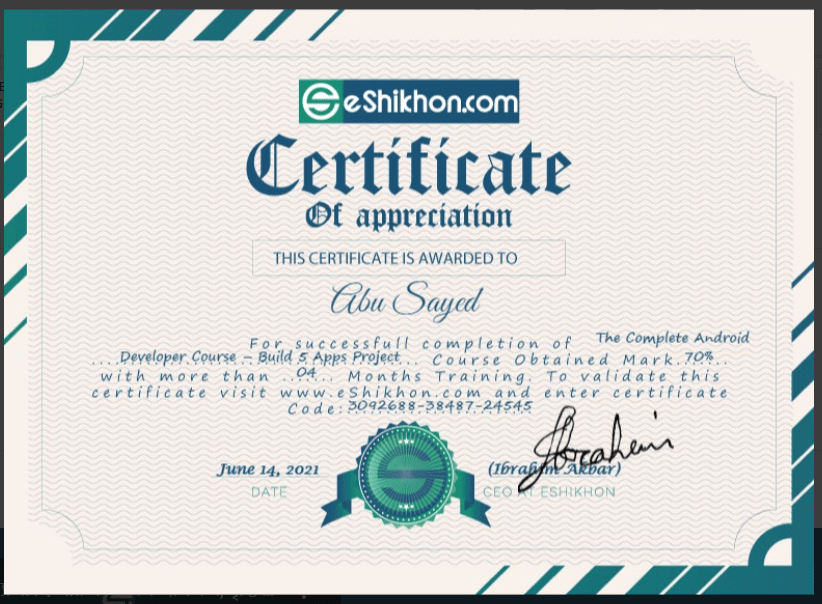 eShikhon.com
Certificate
Of appreciation
THIS CERTIFICATE IS AWARDED TO
Abu Sayed
For successfull completion of The Complete Android
Developer Course – Build 5 Apps Project Course Obtained Mark. 70%
with more than ..04... Months Training. To validate this
certificate visit www.eShikhon.com and enter certificate
Code: 3092688-38487-24545
June 14, 2021
DATE
Ibrahem
(Ibrahim Akbar)
CEO AT ESHIKHON